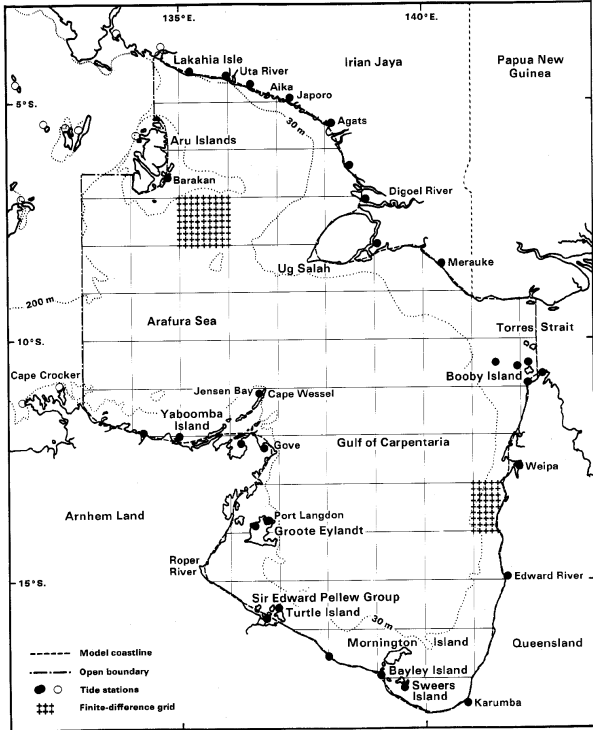 135°E.
140°E.
Lakahia Isle
Uta River
Irian Jaya
Papua New
Guinea
Aika
Japoro
5°S.
30 m
Agats
Aru Islands
Barakan
Digoel River
Ug Salah
Merauke
200 m
Arafura Sea
Torres Strait
10°S.
Cape Crocker
Booby Island
Jensen Bay
Cape Wessel
Yaboomba
Island
Gove
Gulf of Carpentaria
Weipa
Arnhem Land
Port Langdon
Groote Eylandt
Roper
River
Edward River
15°S.
Sir Edward Pellew Group
Turtle Island
30 m
Mornington Island
Queensland
Bayley Island
Sweers
Island
Karumba
Model coastline
Open boundary
Tide stations
Finite-difference grid
140°